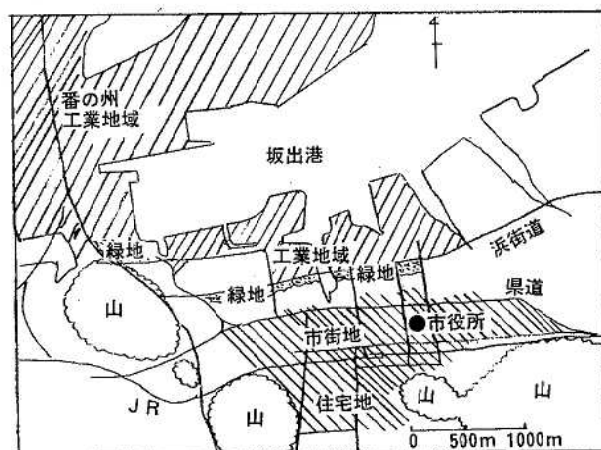 4
番の州
工業地域
坂出港
緑地
工業地域
緑地
緑地
浜街道
県道
山
市街地
市役所
JR
住宅地
山
山
山
0 500m 1000m